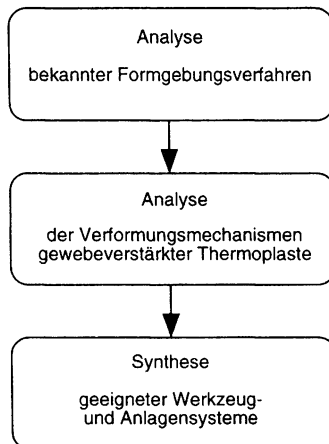 Analyse
bekannter Formgebungsverfahren
Analyse
der Verformungsmechanismen
gewebeverstärkter Thermoplaste
Synthese
geeigneter Werkzeug-
und Anlagensysteme